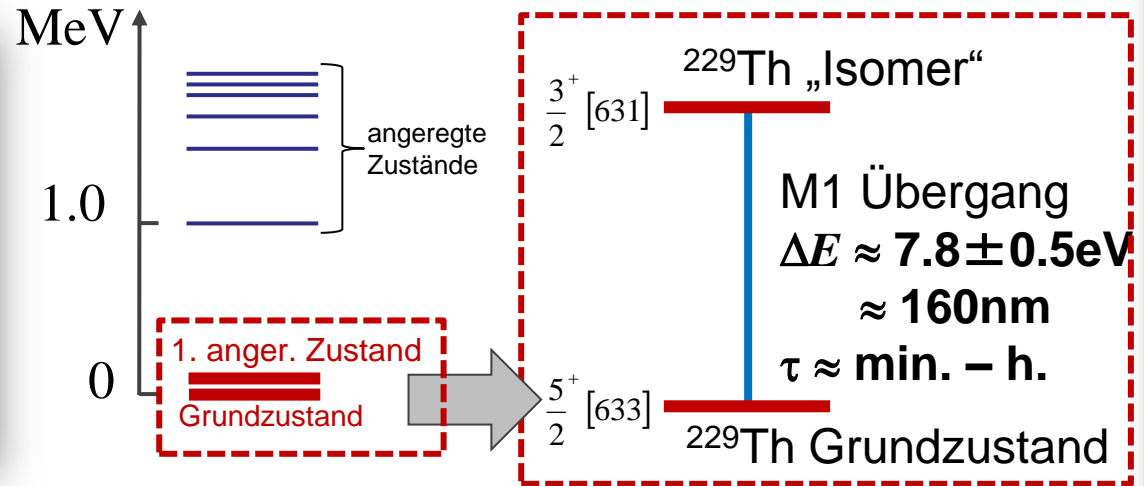 MeV
angeregte
Zustände
1.0
1. anger. Zustand
0
Grundzustand
229Th „Isomer“
3/2+ [631]
M1 Übergang
ΔE ≈ 7.8±0.5eV
≈ 160nm
τ ≈ min. – h.
5/2+ [633]
229Th Grundzustand